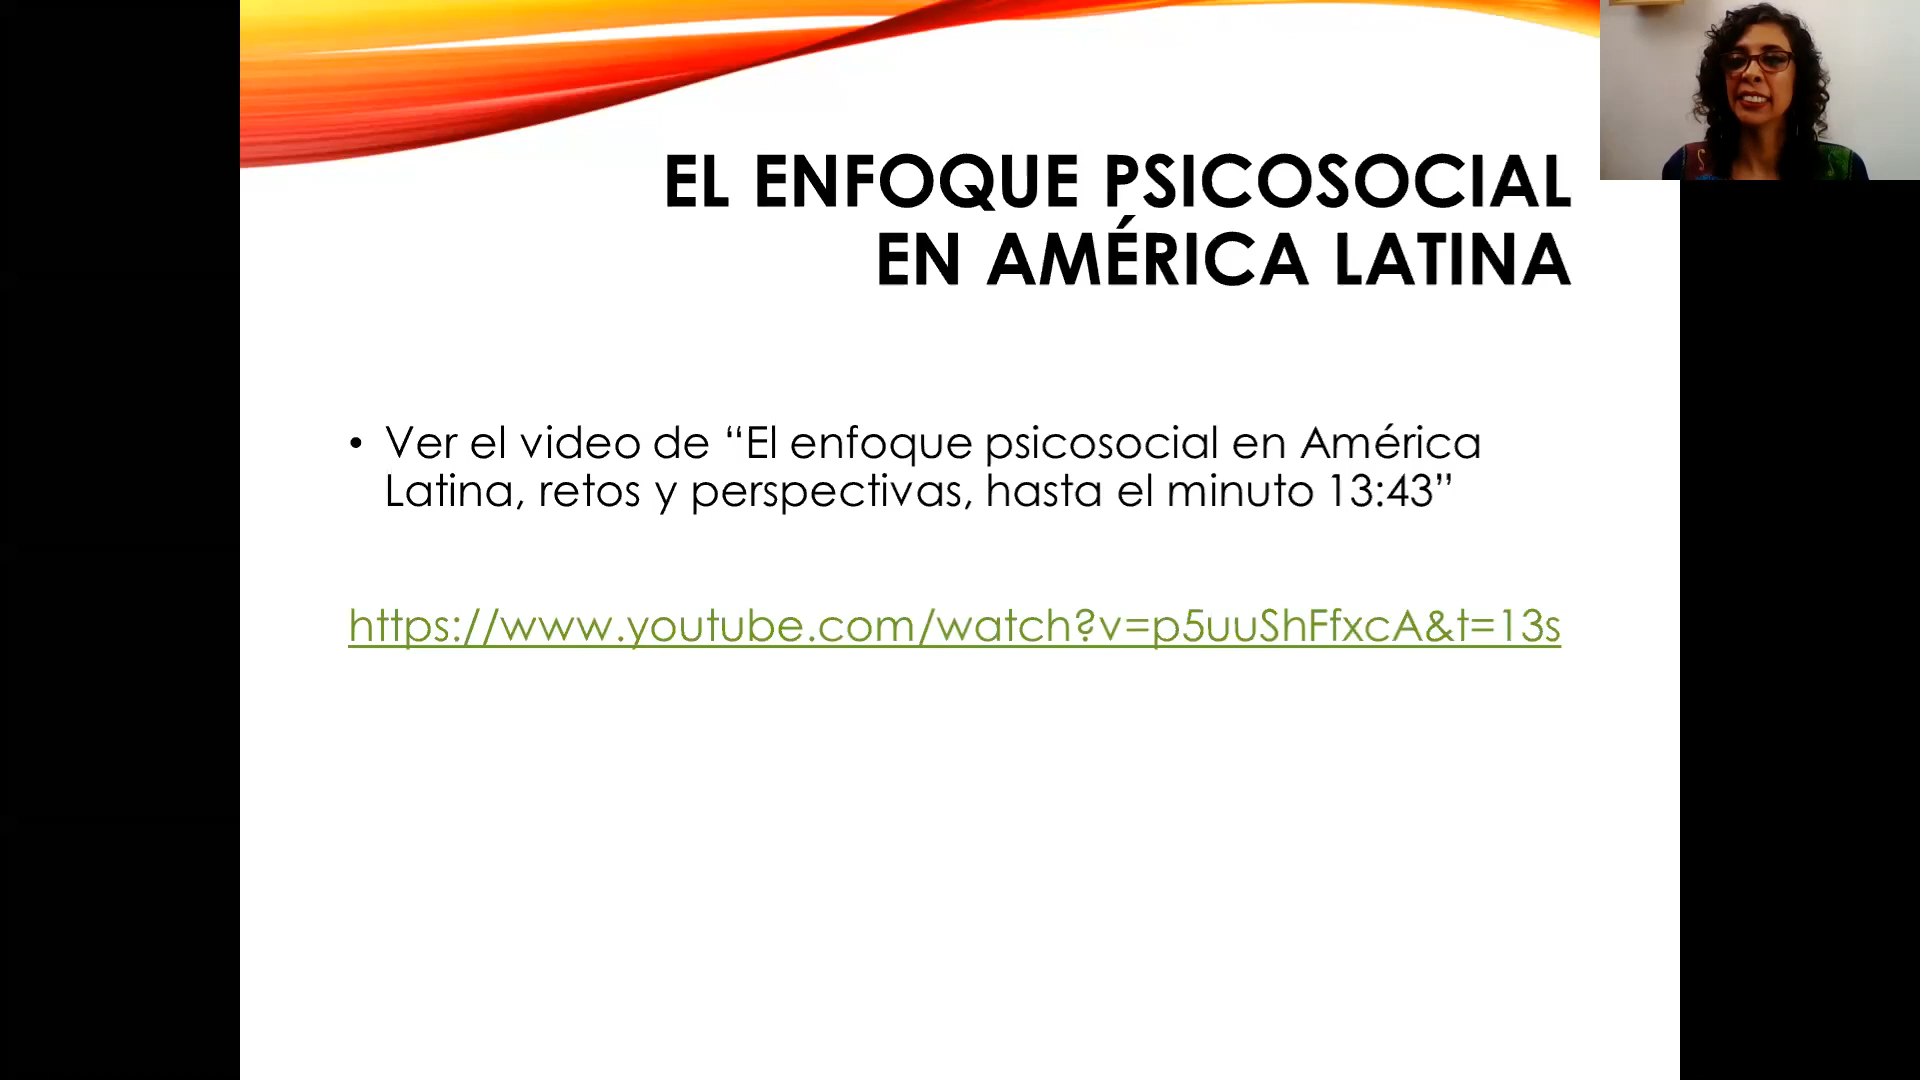 EL ENFOQUE PSICOSOCIAL
EN AMÉRICA LATINA
• Ver el video de “El enfoque psicosocial en América
Latina, retos y perspectivas, hasta el minuto 13:43”
https://www.youtube.com/watch?v=p5uuShFfxcA&t=13s